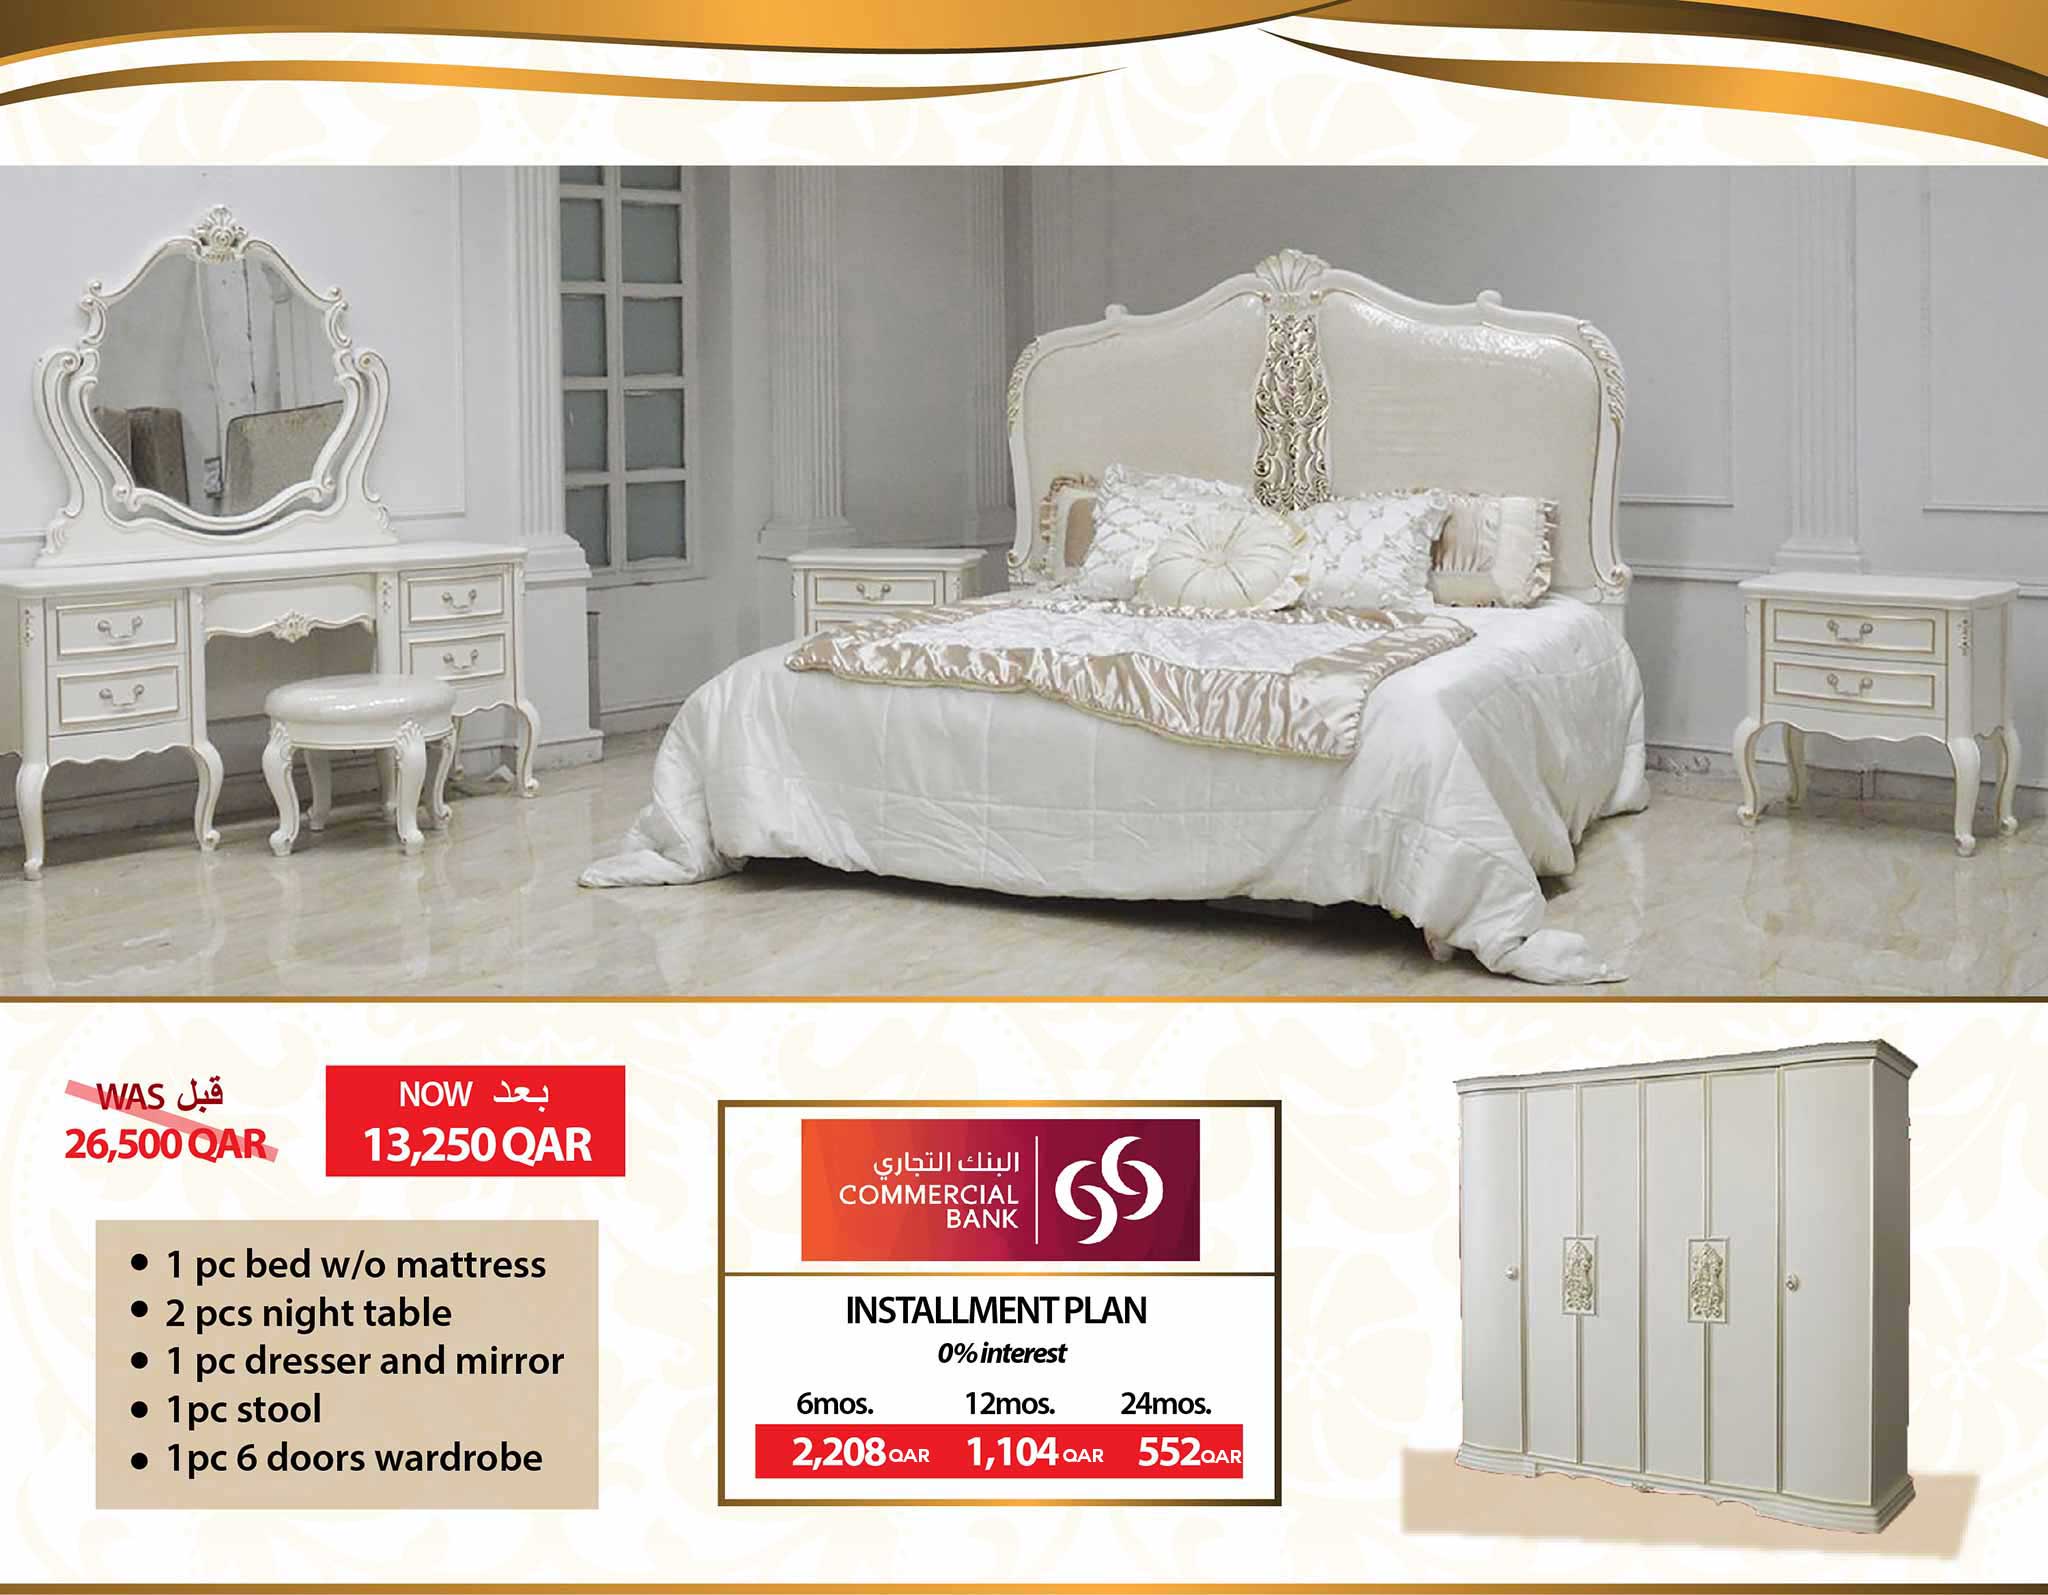 WAS قبل
26,500 QAR
NOW بعد
13,250 QAR
• 1 pc bed w/o mattress
• 2 pcs night table
• 1 pc dresser and mirror
• 1pc stool
• 1pc 6 doors wardrobe
البنك التجاري
COMMERCIAL
BANK
INSTALLMENT PLAN
0% interest
6mos. 12mos. 24mos.
2,208 QAR 1,104 QAR 552QAR